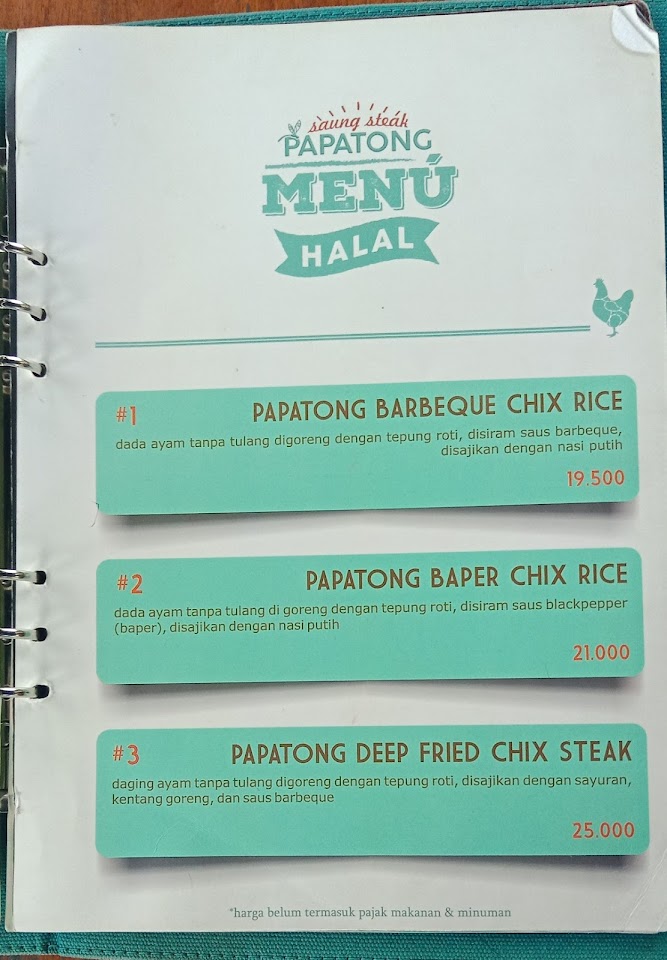 saung steak
PAPATONG
MENÚ
HALAL
#1 PAPATONG BARBEQUE CHIX RICE
dada ayam tanpa tulang digoreng dengan tepung roti, disiram saus barbeque,
disajikan dengan nasi putih
19.500
#2 PAPATONG BAPER CHIX RICE
dada ayam tanpa tulang di goreng dengan tepung roti, disiram saus blackpepper
(baper), disajikan dengan nasi putih
21.000
#3 PAPATONG DEEP FRIED CHIX STEAK
daging ayam tanpa tulang digoreng dengan tepung roti, disajikan dengan sayuran,
kentang goreng, dan saus barbeque
25.000
*harga belum termasuk pajak makanan & minuman